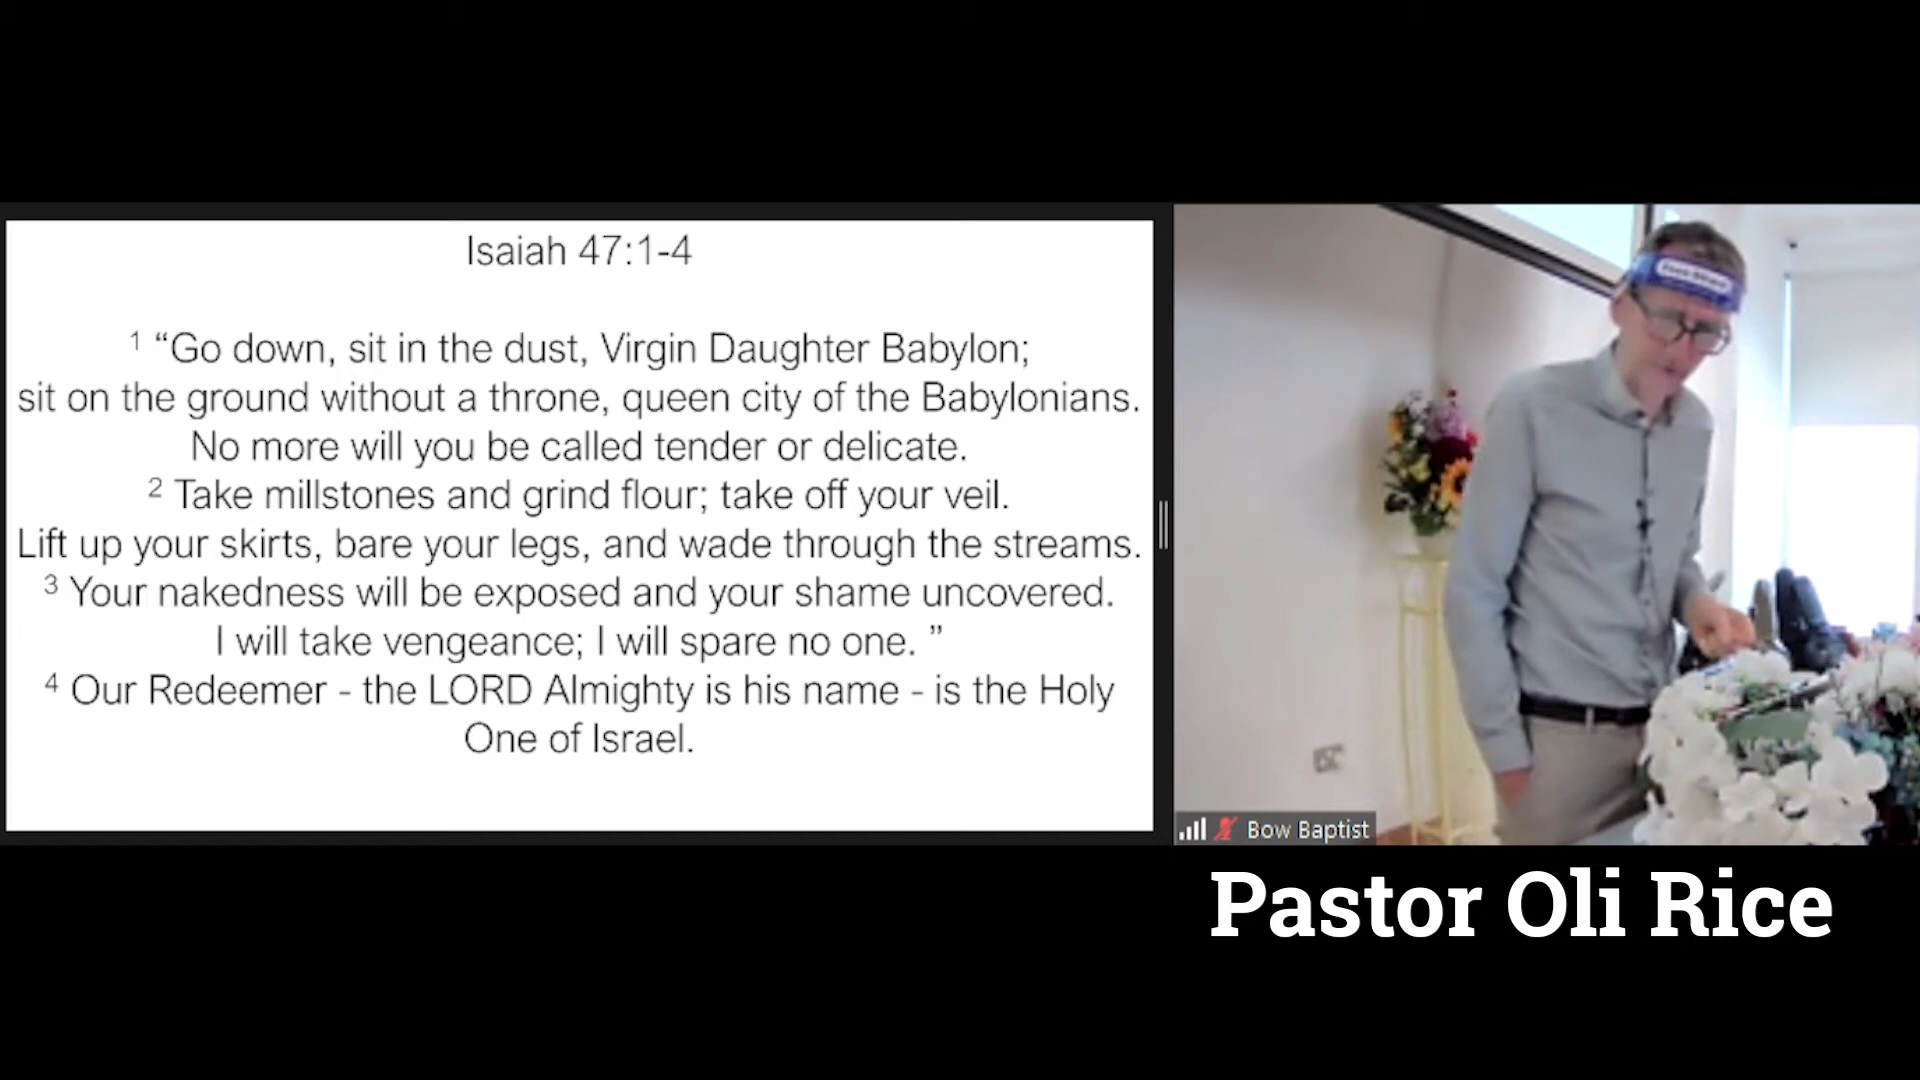 Isaiah 47:1-4
1 “Go down, sit in the dust, Virgin Daughter Babylon;
sit on the ground without a throne, queen city of the Babylonians.
No more will you be called tender or delicate.
2 Take millstones and grind flour; take off your veil.
Lift up your skirts, bare your legs, and wade through the streams.
3 Your nakedness will be exposed and your shame uncovered.
I will take vengeance; I will spare no one. ”
4 Our Redeemer - the LORD Almighty is his name - is the Holy
One of Israel.
Bow Baptist
Pastor Oli Rice